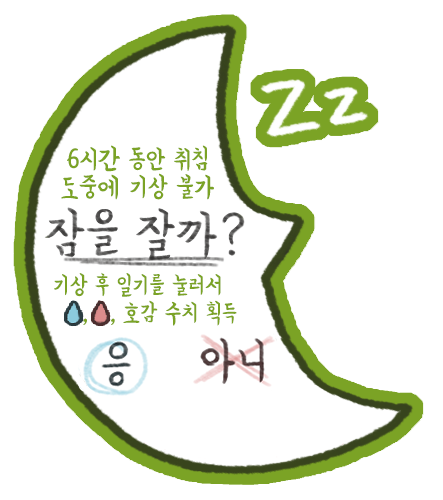 Zz
6시간 동안 취침
도중에 기상 불가
잠을 잘까?
기상 후 일기를 눌러서
, , 호감 수치 획득
응 아니